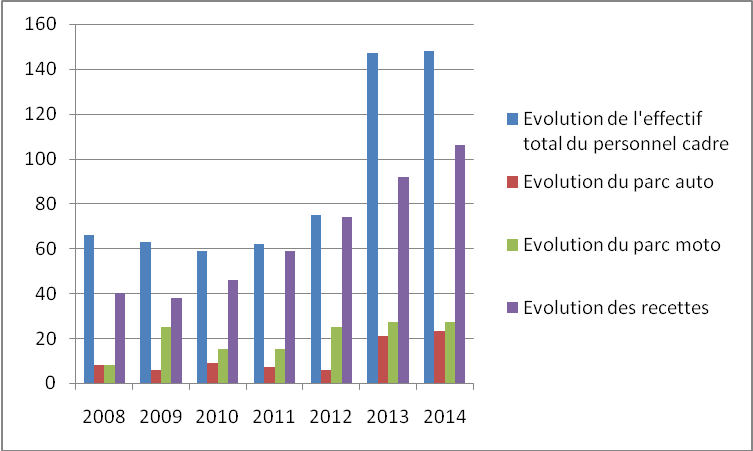 160
140
120
100
80
60
40
20
0
2008 2009 2010 2011 2012 2013 2014
Evolution de l'effectif
total du personnel cadre
Evolution du parc auto
Evolution du parc moto
Evolution des recettes